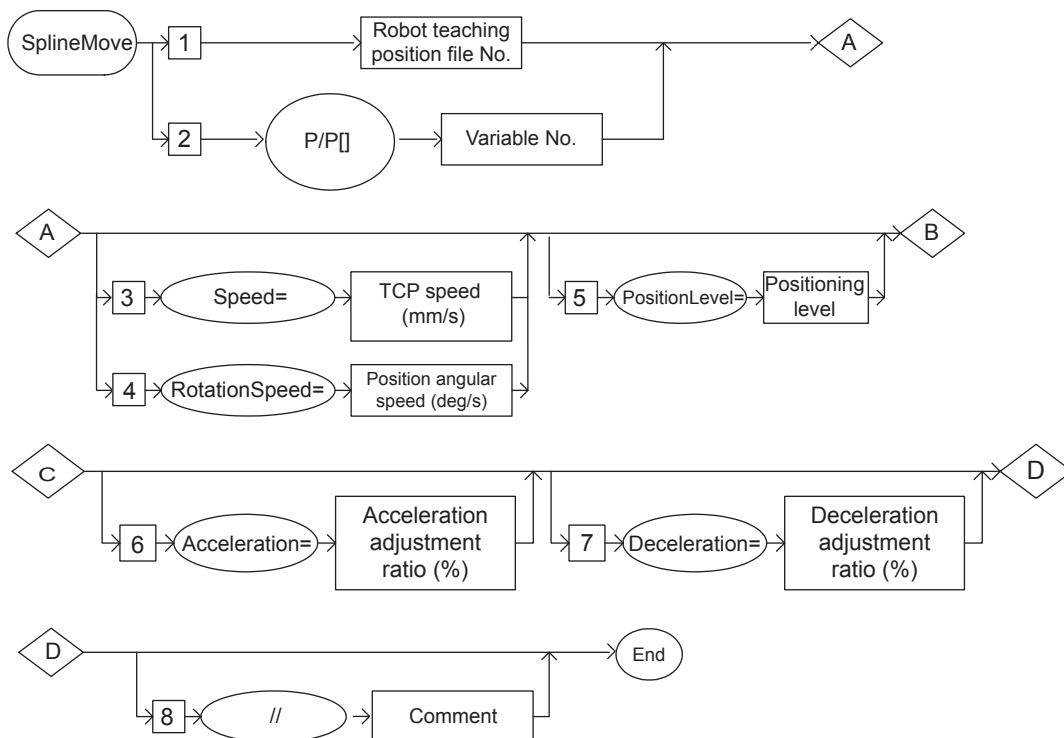 SplineMove
1
Robot teaching
position file No.
A
2
P/P[]
Variable No.
A
B
3
Speed=
TCP speed
(mm/s)
5
PositionLevel=
Positioning
level
4
RotationSpeed=
Position angular
speed (deg/s)
C
D
6
Acceleration=
Acceleration
adjustment
ratio (%)
7
Deceleration=
Deceleration
adjustment
ratio (%)
D
End
8
//
Comment